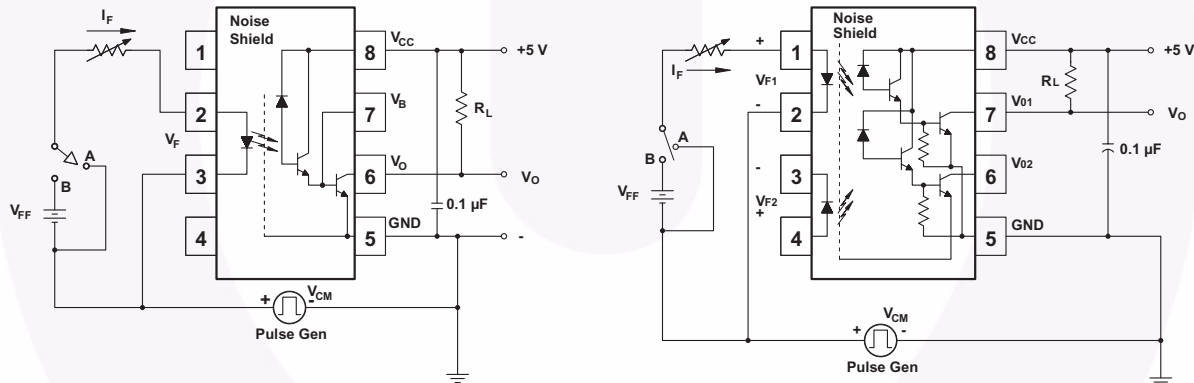 I_F
Noise
Shield
1
2
3
4
8
7
6
5
V_CC
V_B
V_O
GND
V_F
+5 V
R_L
V_O
0.1 µF
-
A
B
V_FF
+
V_CM
-
Pulse Gen
Noise
Shield
I_F
+
V_F1
-
-
V_F2
+
1
2
3
4
8
7
6
5
V_CC
V_01
V_02
GND
+5 V
R_L
V_O
0.1 µF
A
B
V_FF
V_CM
+
-
Pulse Gen